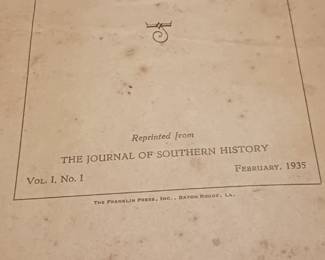 Reprinted from
THE JOURNAL OF SOUTHERN HISTORY
VOL. I, No. 1 FEBRUARY, 1935
THE FRANKLIN PRESS, INC., BATON ROUGE, LA.